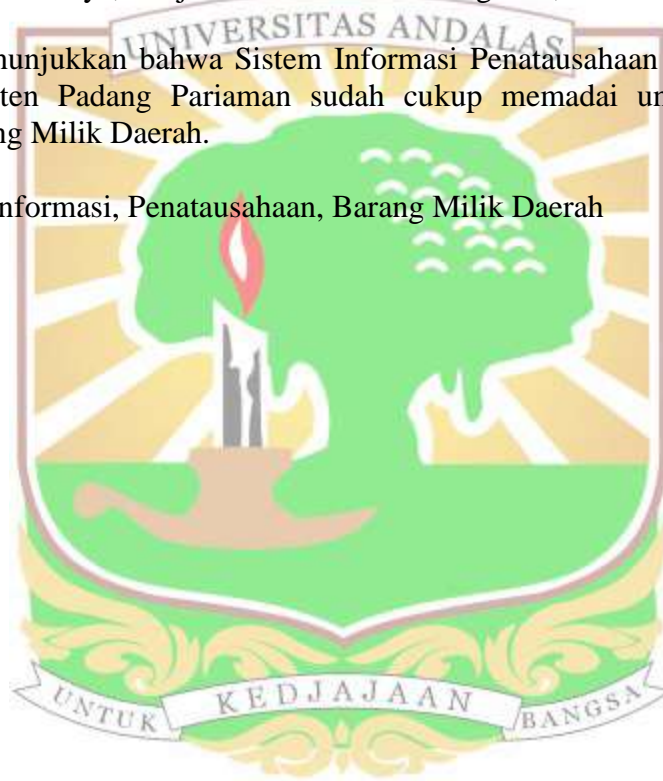 UNIVERSITAS ANDALAS
nunjukkan bahwa Sistem Informasi Penatausahaan
ten Padang Pariaman sudah cukup memadai un
ng Milik Daerah.
nformasi, Penatausahaan, Barang Milik Daerah
UNTUK KEDJAJAAN BANGSA